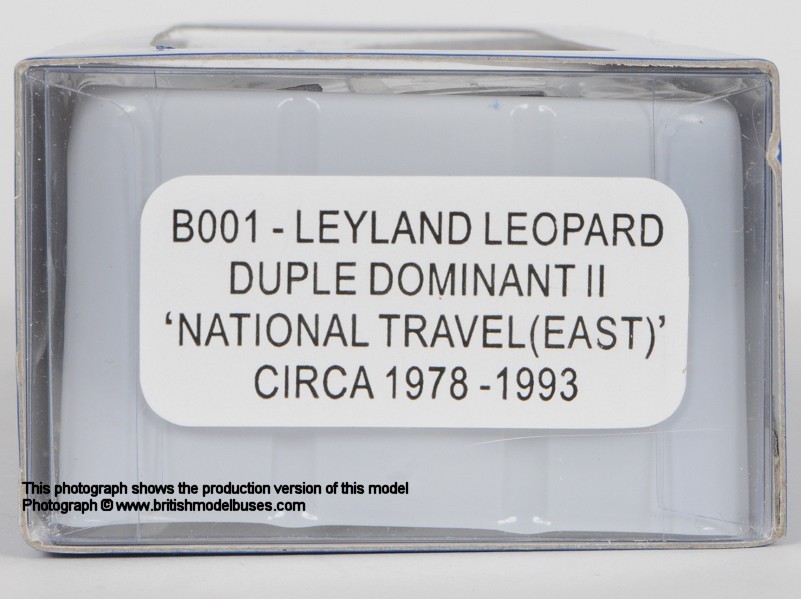 B001 - LEYLAND LEOPARD
DUPLE DOMINANT II
‘NATIONAL TRAVEL(EAST)’
CIRCA 1978 -1993
This photograph shows the production version of this model
Photograph © www.britishmodelbuses.com